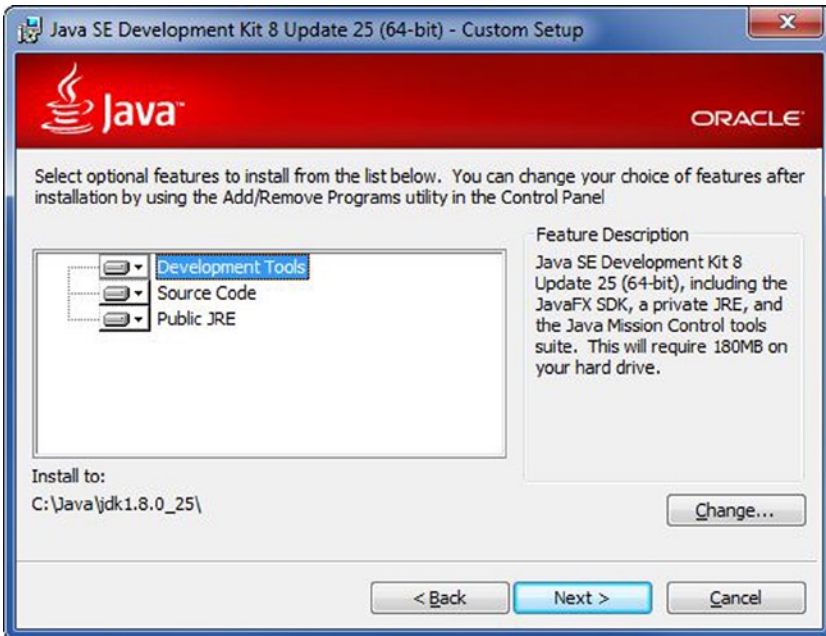 Java SE Development Kit 8 Update 25 (64-bit) - Custom Setup
Java™
ORACLE®
Select optional features to install from the list below. You can change your choice of features after
installation by using the Add/Remove Programs utility in the Control Panel
Development Tools
Source Code
Public JRE
Feature Description
Java SE Development Kit 8
Update 25 (64-bit), including the
JavaFX SDK, a private JRE, and
the Java Mission Control tools
suite. This will require 180MB on
your hard drive.
Install to:
C:\Java\jdk1.8.0_25\
Change...
< Back
Next >
Cancel